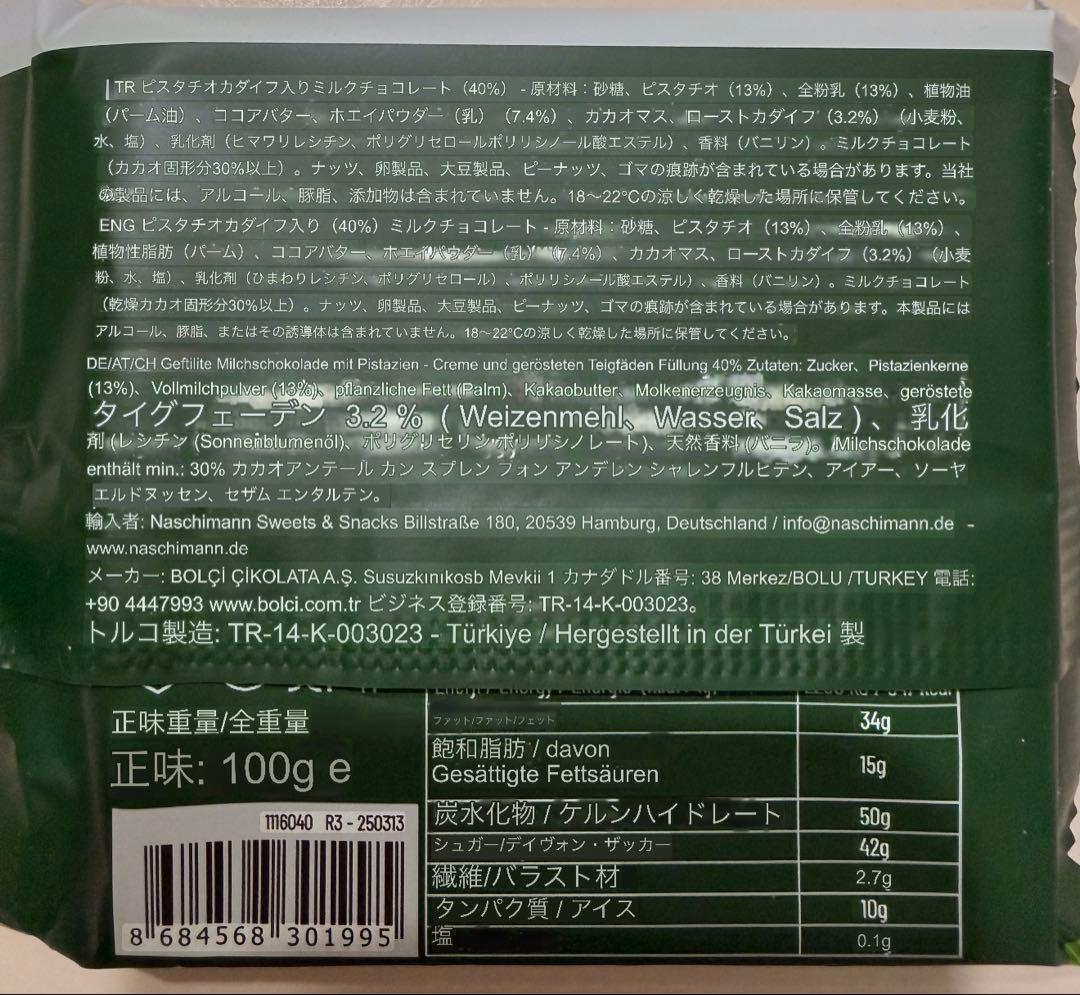 TR ピスタチオカダイフ入りミルクチョコレート（40%） - 原材料：砂糖、ピスタチオ（13%）、全粉乳（13%）、植物油
（パーム油）、ココアバター、ホエイパウダー（乳）（7.4%）、カカオマス、ローストカダイフ（3.2%）（小麦粉、
水、塩）、乳化剤（ヒマワリレシチン、ポリグリセロールポリリシノール酸エステル）、香料（バニリン）。ミルクチョコレート
（カカオ固形分30%以上）。ナッツ、卵製品、大豆製品、ピーナッツ、ゴマの痕跡が含まれている場合があります。当社
の製品には、アルコール、豚脂、添加物は含まれていません。18～22°Cの涼しく乾燥した場所に保管してください。
ENG ピスタチオカダイフ入り（40%）ミルクチョコレート - 原材料：砂糖、ピスタチオ（13%）、全粉乳（13%）、
植物性脂肪（パーム）、ココアバター、ホエイパウダー（乳）（7.4%）、カカオマス、ローストカダイフ（3.2%）（小麦
粉、水、塩）、乳化剤（ひまわりレシチン、ポリグリセロール）、ポリリシノール酸エステル）、香料（バニリン）。ミルクチョコレート
（乾燥カカオ固形分30%以上）。ナッツ、卵製品、大豆製品、ピーナッツ、ゴマの痕跡が含まれている場合があります。本製品には
アルコール、豚脂、またはその誘導体は含まれていません。18～22°Cの涼しく乾燥した場所に保管してください。
DE/AT/CH Geftilite Milchschokolade mit Pistazien - Creme und gerösteten Teigfäden Füllung 40% Zutaten: Zucker、Pistazienkerne
(13%)、Vollmilchpulver (13%)、pflanzliche Fett (Palm)、Kakaobutter、Molkenerzeugnis、Kakaomasse、geröstete
タイグフェーデン 3.2 %（Weizenmehl、Wasser、Salz）、乳化
剤 (レシチン (Sonnenblumenöl)、ポリグリセリンポリリシノレート)、天然香料 (バニラ)。Milchschokolade
enthält min.: 30% カカオアンテール カン スプレン フォン アンデレン シャレンフルヒテン、アイアー、ソーヤ
エルドヌッセン、セザム エンタルテン。
輸入者: Naschimann Sweets & Snacks Billstraße 180, 20539 Hamburg, Deutschland / info@naschimann.de -
www.naschimann.de
メーカー: BOLÇİ ÇİKOLATA A.Ş. Susuzkınıkosb Mevkii 1 カナダドル番号: 38 Merkez/BOLU /TURKEY 電話:
+90 4447993 www.bolci.com.tr ビジネス登録番号: TR-14-K-003023。
トルコ製造: TR-14-K-003023 - Türkiye / Hergestellt in der Türkei 製
正味重量/全重量
正味: 100g e
1116040 R3 - 250313
8 684568 301995
ファット/ファット/フェット 34g
飽和脂肪 / davon
Gesättigte Fettsäuren 15g
炭水化物 / ケルンハイドレート 50g
シュガー/デイヴォン・ザッカー 42g
繊維/バラスト材 2.7g
タンパク質 / アイス 10g
塩 0.1g